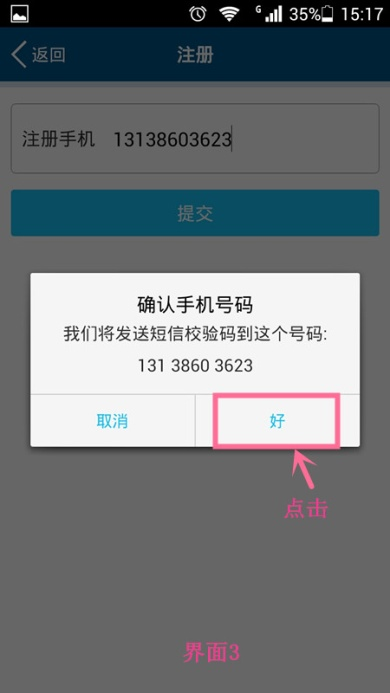 G 35% 15:17
返回 注册
注册手机 13138603623
提交
确认手机号码
我们将发送短信校验码到这个号码:
131 3860 3623
取消 好
点击
界面3